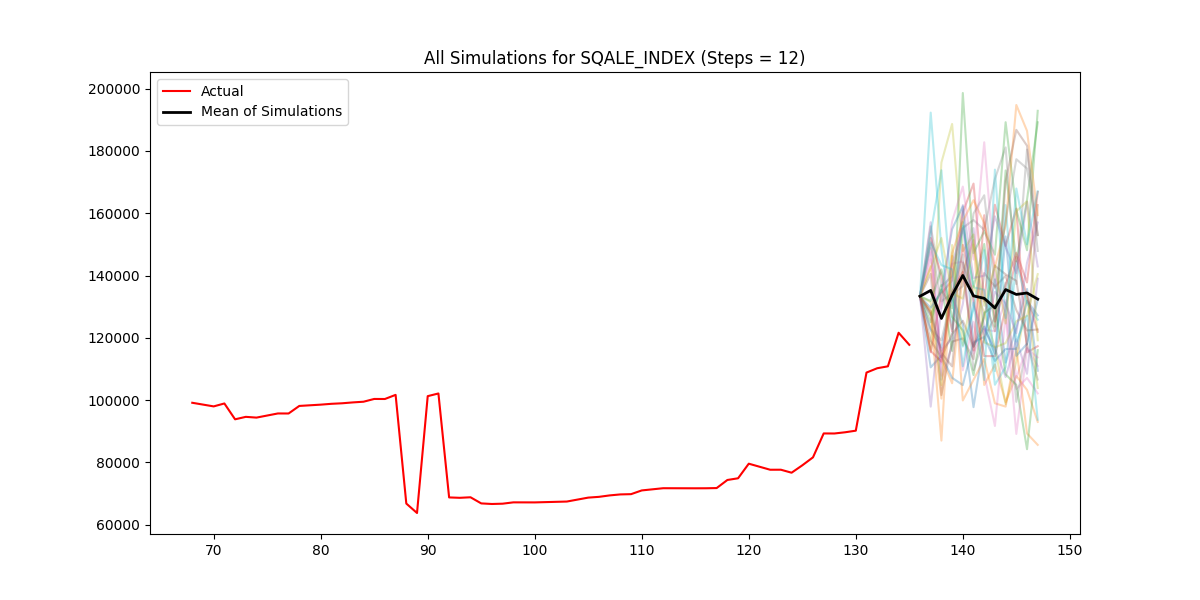 All Simulations for SQALE_INDEX (Steps = 12)
Actual
Mean of Simulations
200000
180000
160000
140000
120000
100000
80000
60000
70 80 90 100 110 120 130 140 150